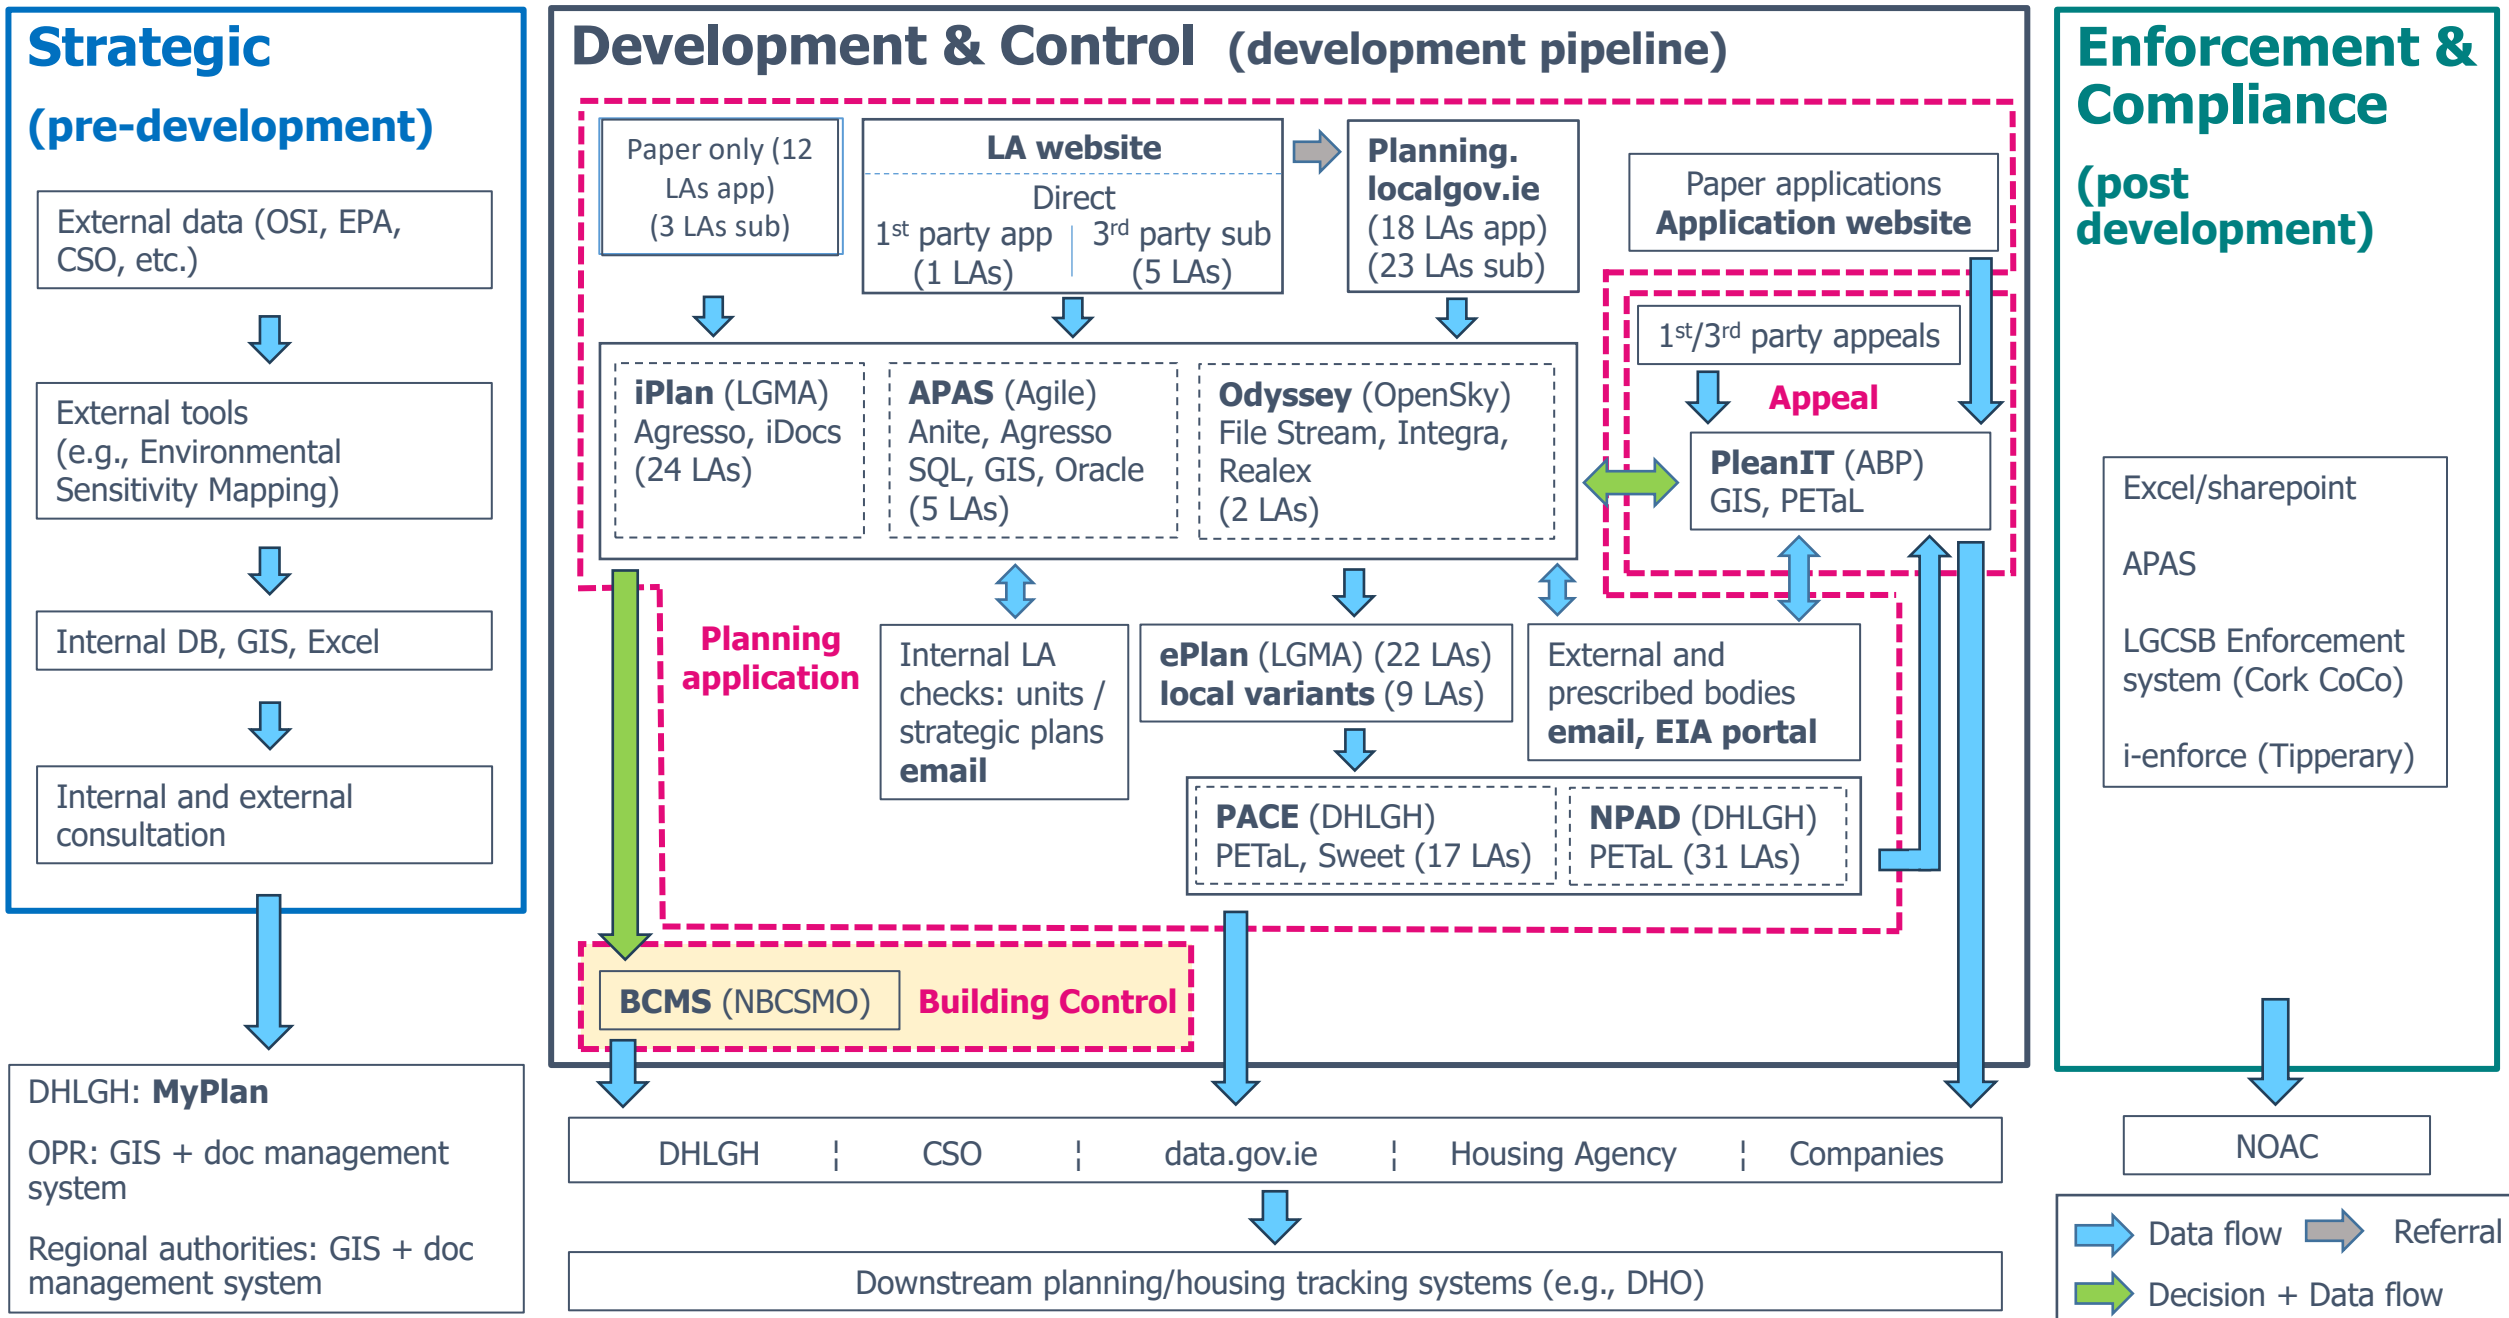 Strategic
(pre-development)
External data (OSI, EPA,
CSO, etc.)
External tools
(e.g., Environmental
Sensitivity Mapping)
Internal DB, GIS, Excel
Internal and external
consultation
DHLGH: MyPlan
OPR: GIS + doc management
system
Regional authorities: GIS + doc
management system
Development & Control (development pipeline)
Paper only (12
LAs app)
(3 LAs sub)
LA website
Direct
1st party app
(1 LAs)
3rd party sub
(5 LAs)
Planning.
localgov.ie
(18 LAs app)
(23 LAs sub)
Paper applications
Application website
1st/3rd party appeals
Appeal
iPlan (LGMA)
Agresso, iDocs
(24 LAs)
APAS (Agile)
Anite, Agresso
SQL, GIS, Oracle
(5 LAs)
Odyssey (OpenSky)
File Stream, Integra,
Realex
(2 LAs)
PleanIT (ABP)
GIS, PETaL
Planning
application
Internal LA
checks: units /
strategic plans
email
ePlan (LGMA) (22 LAs)
local variants (9 LAs)
External and
prescribed bodies
email, EIA portal
PACE (DHLGH)
PETaL, Sweet (17 LAs)
NPAD (DHLGH)
PETaL (31 LAs)
BCMS (NBCSMO)
Building Control
DHLGH ¦ CSO ¦ data.gov.ie ¦ Housing Agency ¦ Companies
Downstream planning/housing tracking systems (e.g., DHO)
Enforcement &
Compliance
(post
development)
Excel/sharepoint
APAS
LGCSB Enforcement
system (Cork CoCo)
i-enforce (Tipperary)
NOAC
Data flow
Referral
Decision + Data flow